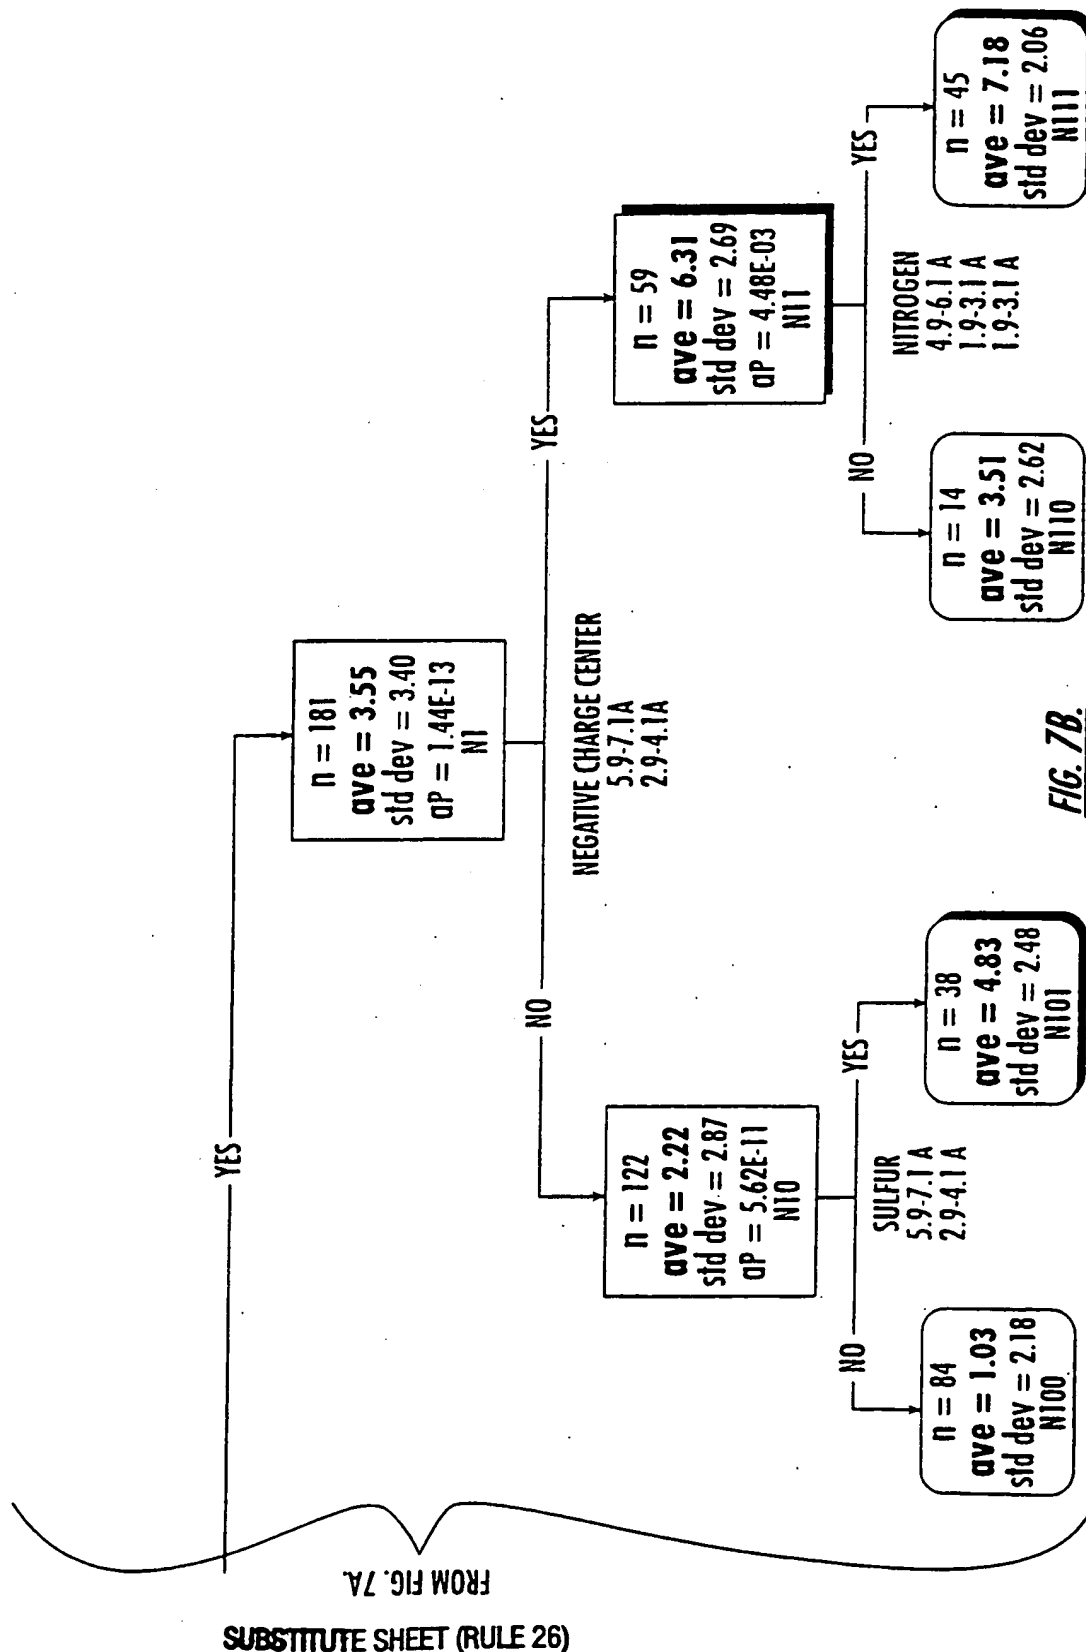 FROM FIG. 7A.
YES
n = 181
ave = 3.55
std dev = 3.40
aP = 1.44E-13
N1
NEGATIVE CHARGE CENTER
5.9-7.1A
2.9-4.1A
NO
YES
n = 122
ave = 2.22
std dev = 2.87
aP = 5.62E-11
N10
n = 59
ave = 6.31
std dev = 2.69
aP = 4.48E-03
N11
SULFUR
5.9-7.1 A
2.9-4.1 A
NO
YES
NITROGEN
4.9-6.1 A
1.9-3.1 A
1.9-3.1 A
NO
YES
n = 84
ave = 1.03
std dev = 2.18
N100
n = 38
ave = 4.83
std dev = 2.48
N101
n = 14
ave = 3.51
std dev = 2.62
N110
n = 45
ave = 7.18
std dev = 2.06
N111
FIG. 7B.
SUBSTITUTE SHEET (RULE 26)